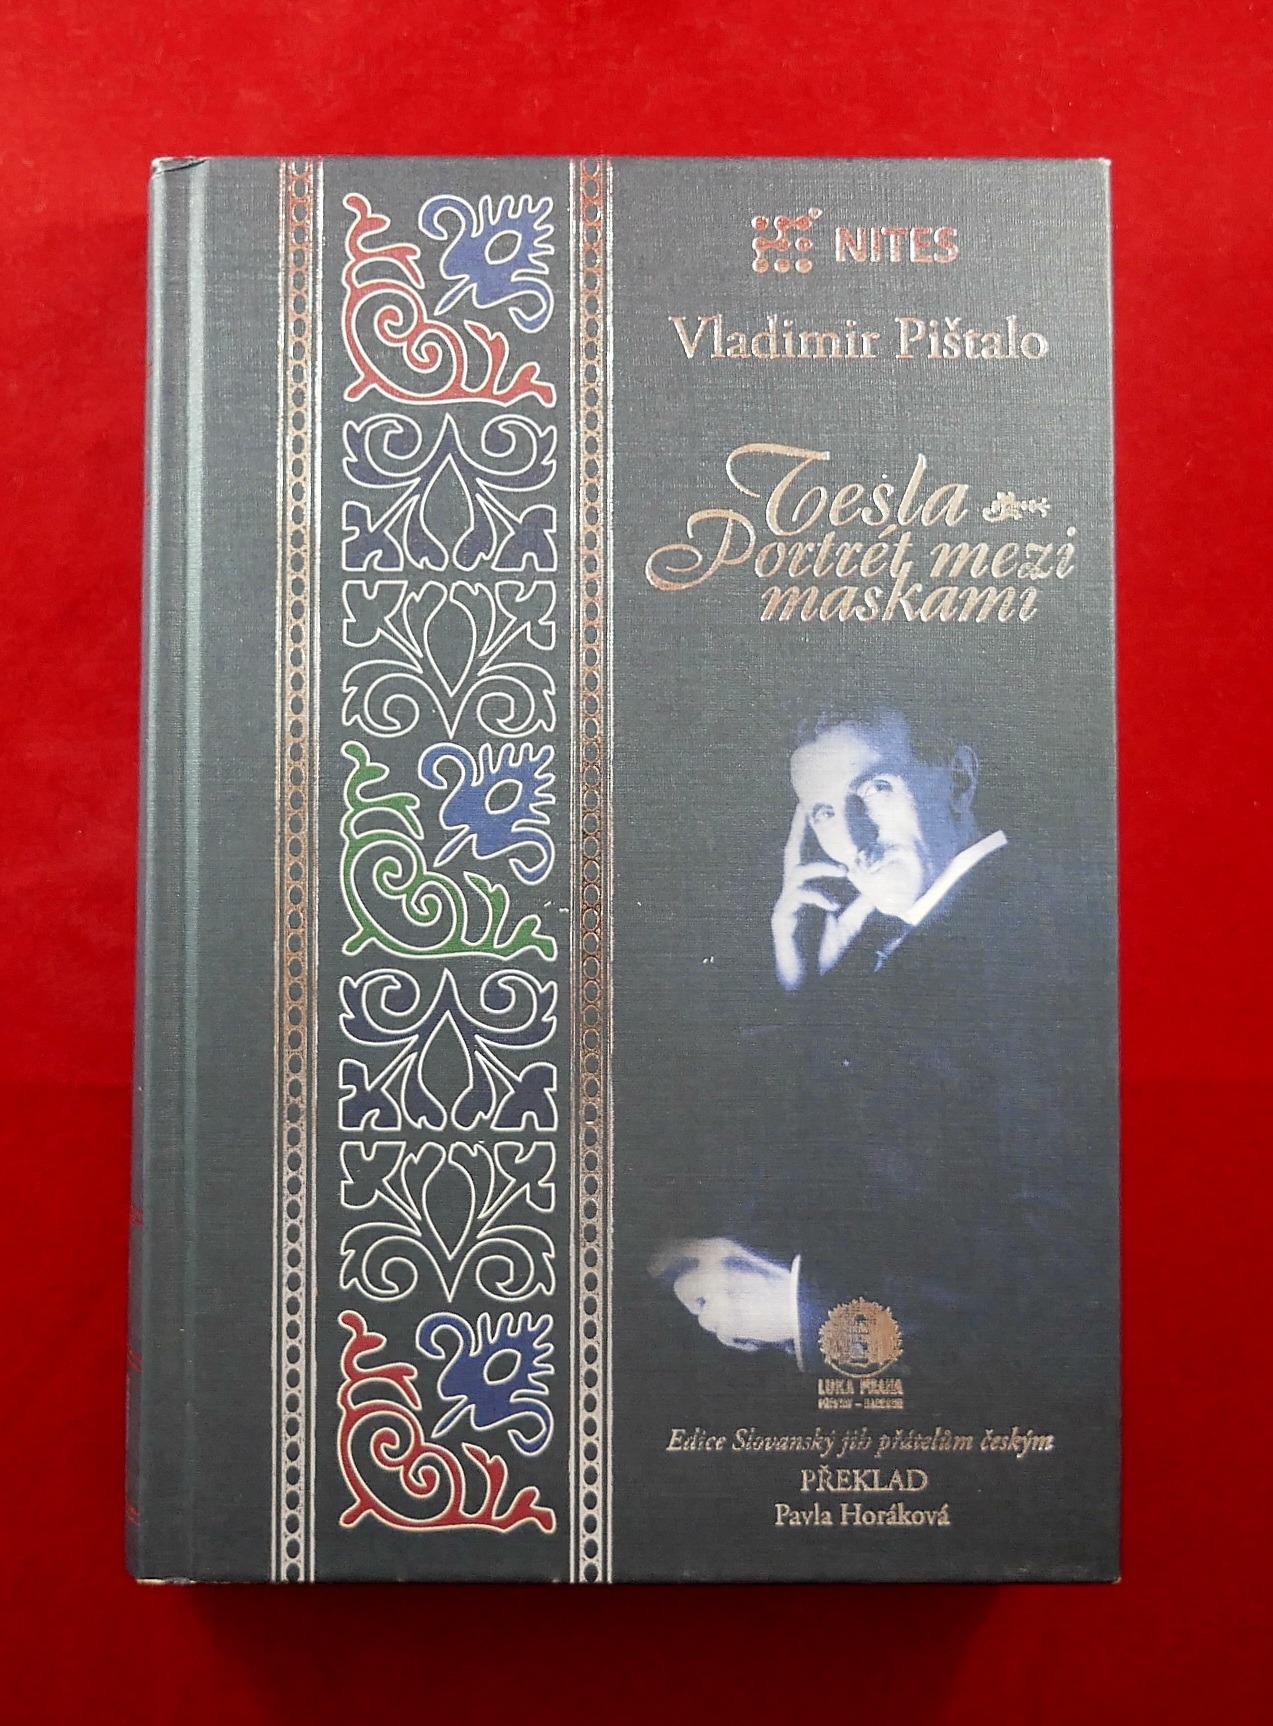 NITES
Vladimir Pištalo
Tesla
Portrét mezi
maskami
LUKA PRAHA
Edice Slovanský jih přátelům českým
PŘEKLAD
Pavla Horáková